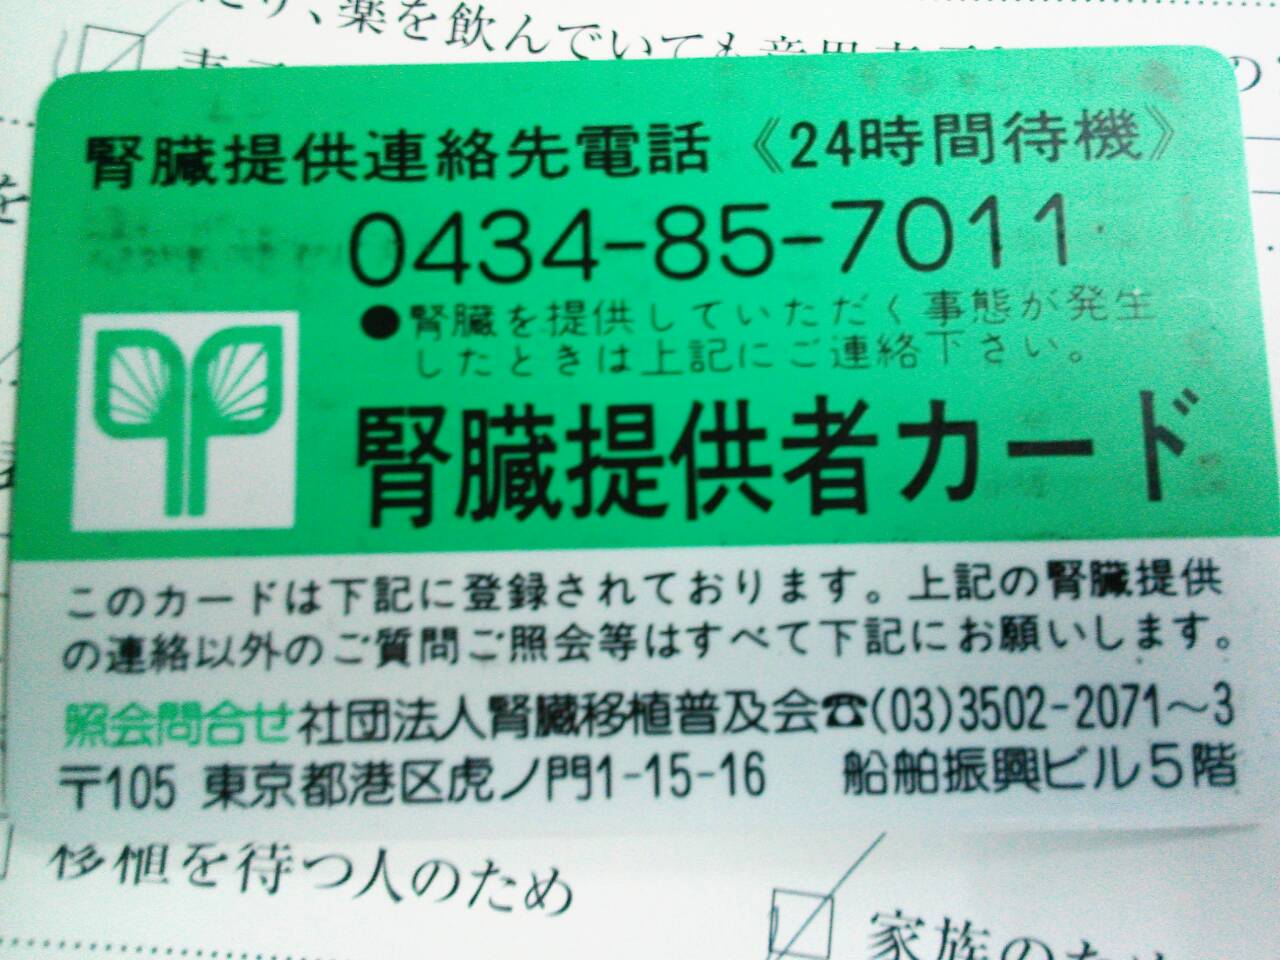 たり、薬を飲んでいても意思表示
腎臓提供連絡先電話《24時間待機》
0434-85-7011
●腎臓を提供していただく事態が発生
したときは上記にご連絡下さい。
腎臓提供者カード
このカードは下記に登録されております。上記の腎臓提供
の連絡以外のご質問ご照会等はすべて下記にお願いします。
照会問合せ社団法人腎臓移植普及会☎(03)3502-2071〜3
〒105 東京都港区虎ノ門1-15-16 船舶振興ビル5階
移植を待つ人のため
家族のため